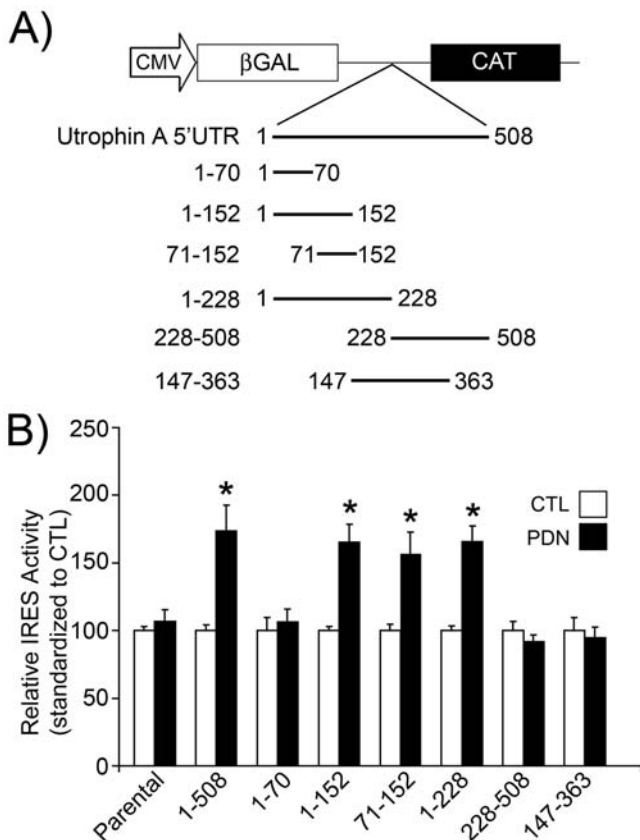 A)
CMV βGAL CAT
Utrophin A 5'UTR 1 508
1-70 1 70
1-152 1 152
71-152 71 152
1-228 1 228
228-508 228 508
147-363 147 363
B)
Relative IRES Activity
(standardized to CTL)
250
200
150
100
50
0
* * * *
CTL
PDN
Parental 1-508 1-70 1-152 71-152 1-228 228-508 147-363